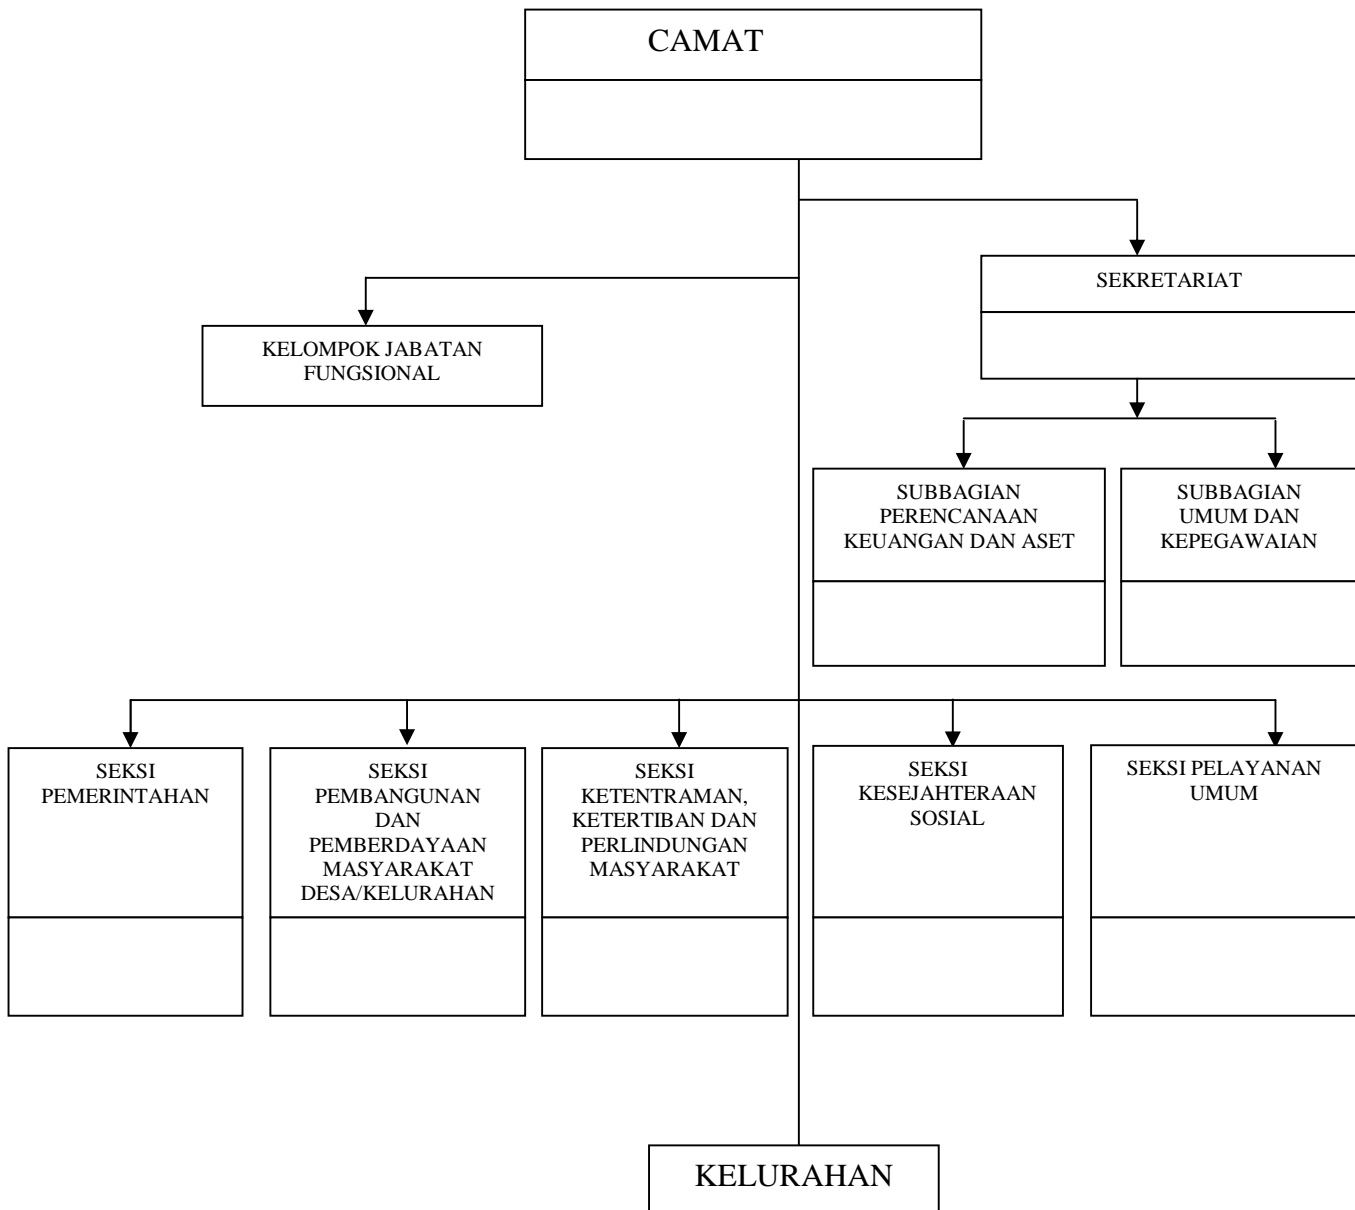 CAMAT
SEKRETARIAT
KELOMPOK JABATAN
FUNGSIONAL
SUBBAGIAN
PERENCANAAN
KEUANGAN DAN ASET
SUBBAGIAN
UMUM DAN
KEPEGAWAIAN
SEKSI
PEMERINTAHAN
SEKSI
PEMBANGUNAN
DAN
PEMBERDAYAAN
MASYARAKAT
DESA/KELURAHAN
SEKSI
KETENTRAMAN,
KETERTIBAN DAN
PERLINDUNGAN
MASYARAKAT
SEKSI
KESEJAHTERAAN
SOSIAL
SEKSI PELAYANAN
UMUM
KELURAHAN